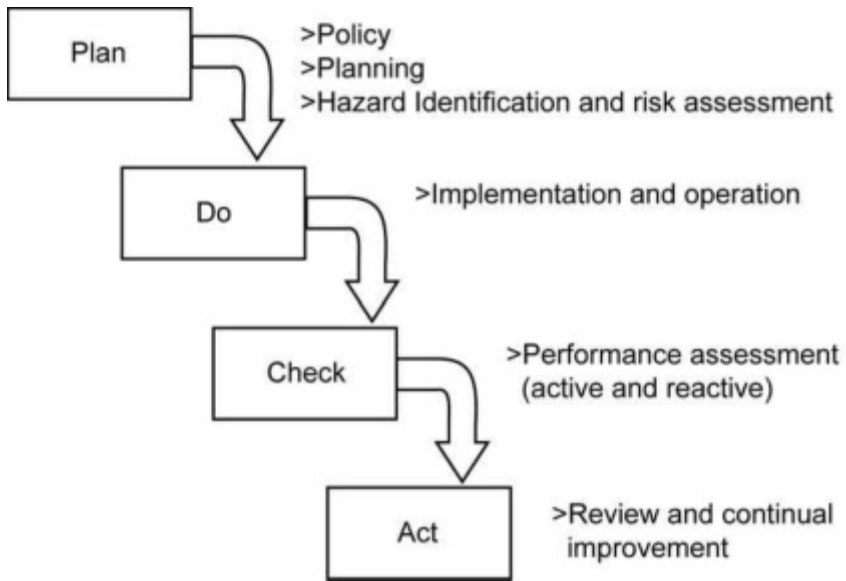 Plan
>Policy
>Planning
>Hazard Identification and risk assessment
Do
>Implementation and operation
Check
>Performance assessment
(active and reactive)
Act
>Review and continual
improvement